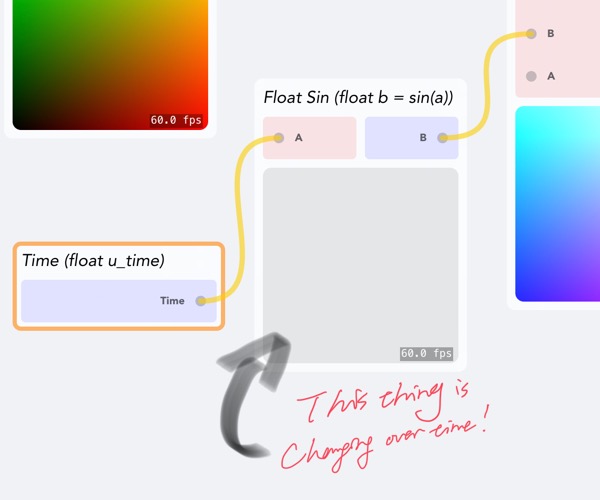 60.0 fps
Float Sin (float b = sin(a))
A
B
60.0 fps
Time (float u_time)
Time
B
A
This thing is
Changing over time!